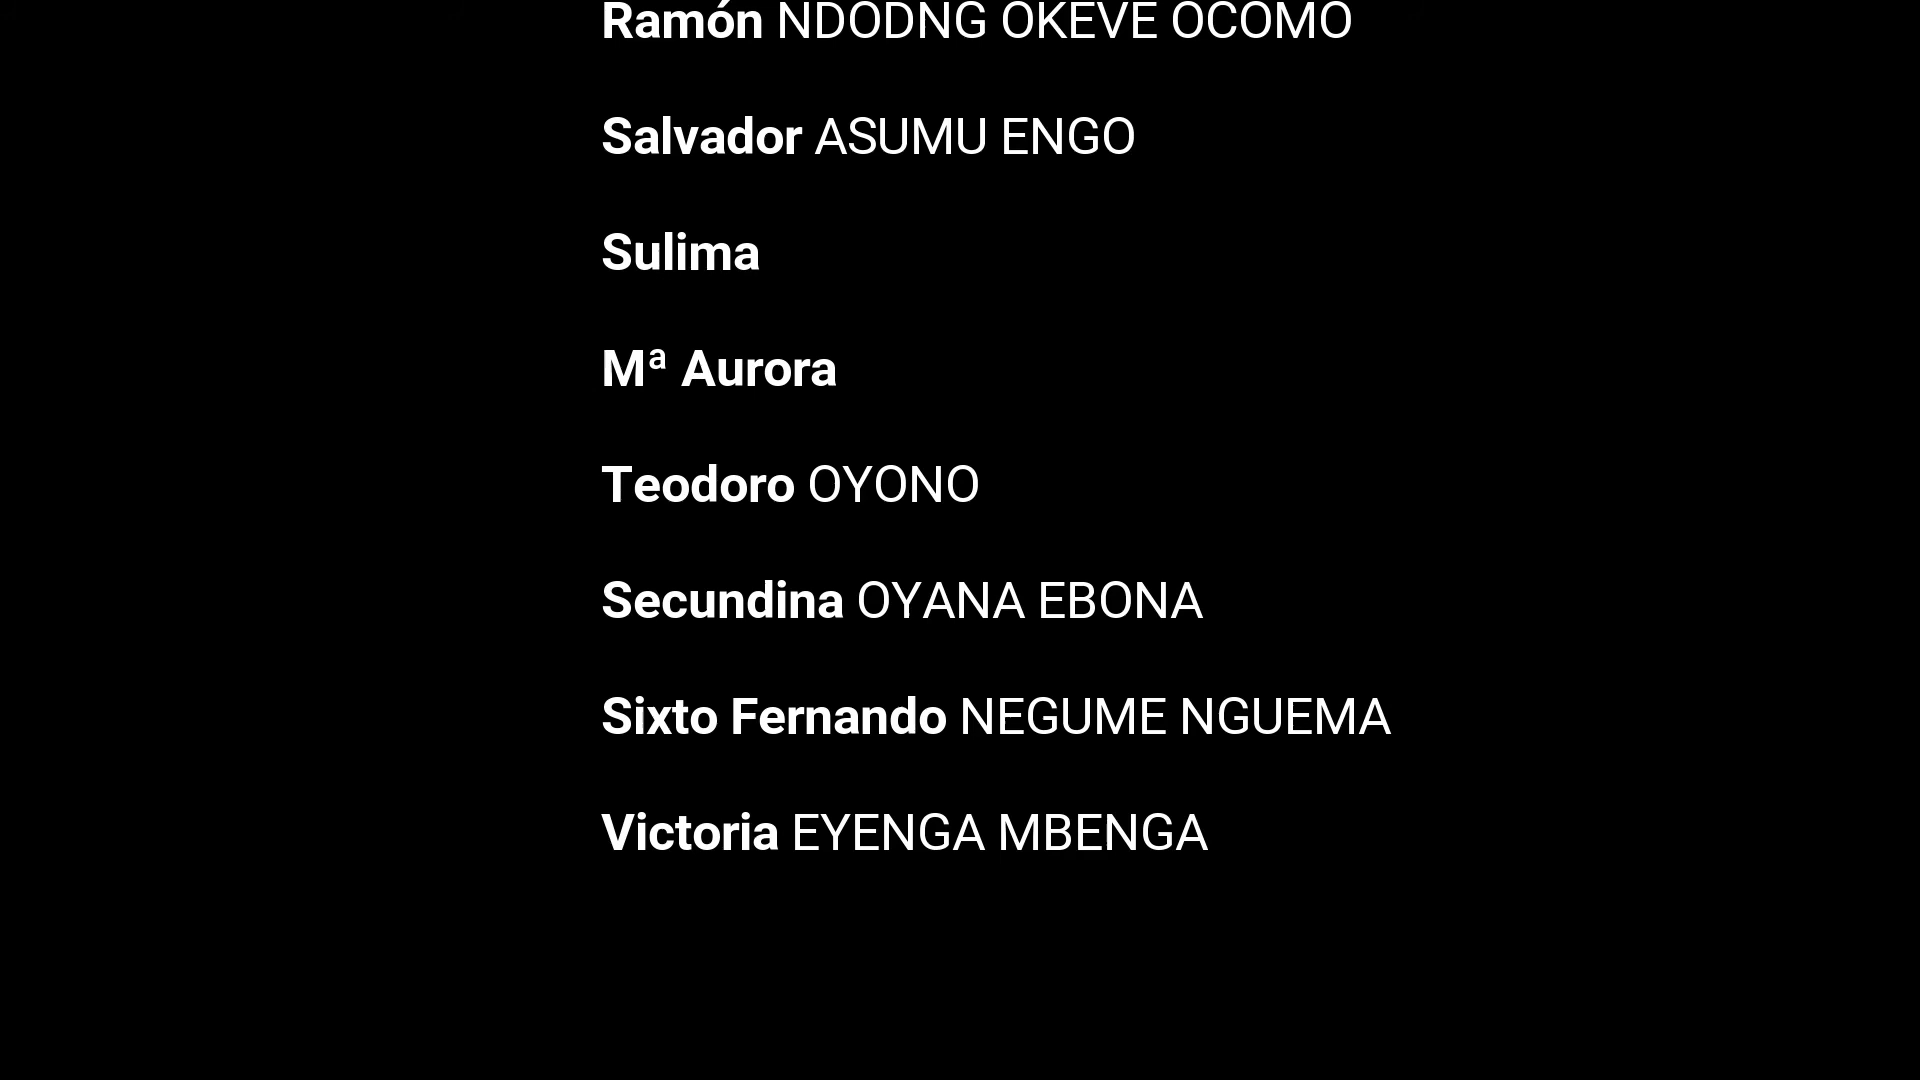 Ramón NDODNG OKEVE OCOMO
Salvador ASUMU ENGO
Sulima
Mª Aurora
Teodoro OYONO
Secundina OYANA EBONA
Sixto Fernando NEGUME NGUEMA
Victoria EYENGA MBENGA